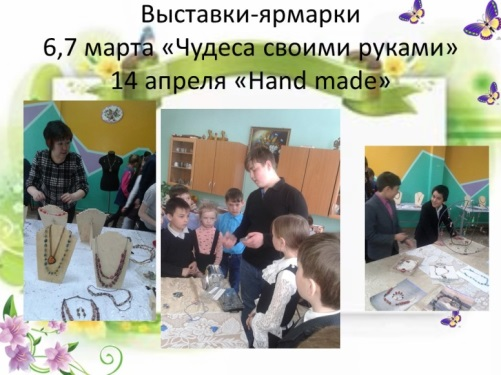 Выставки-ярмарки
6,7 марта «Чудеса своими руками»
14 апреля «Hand made»